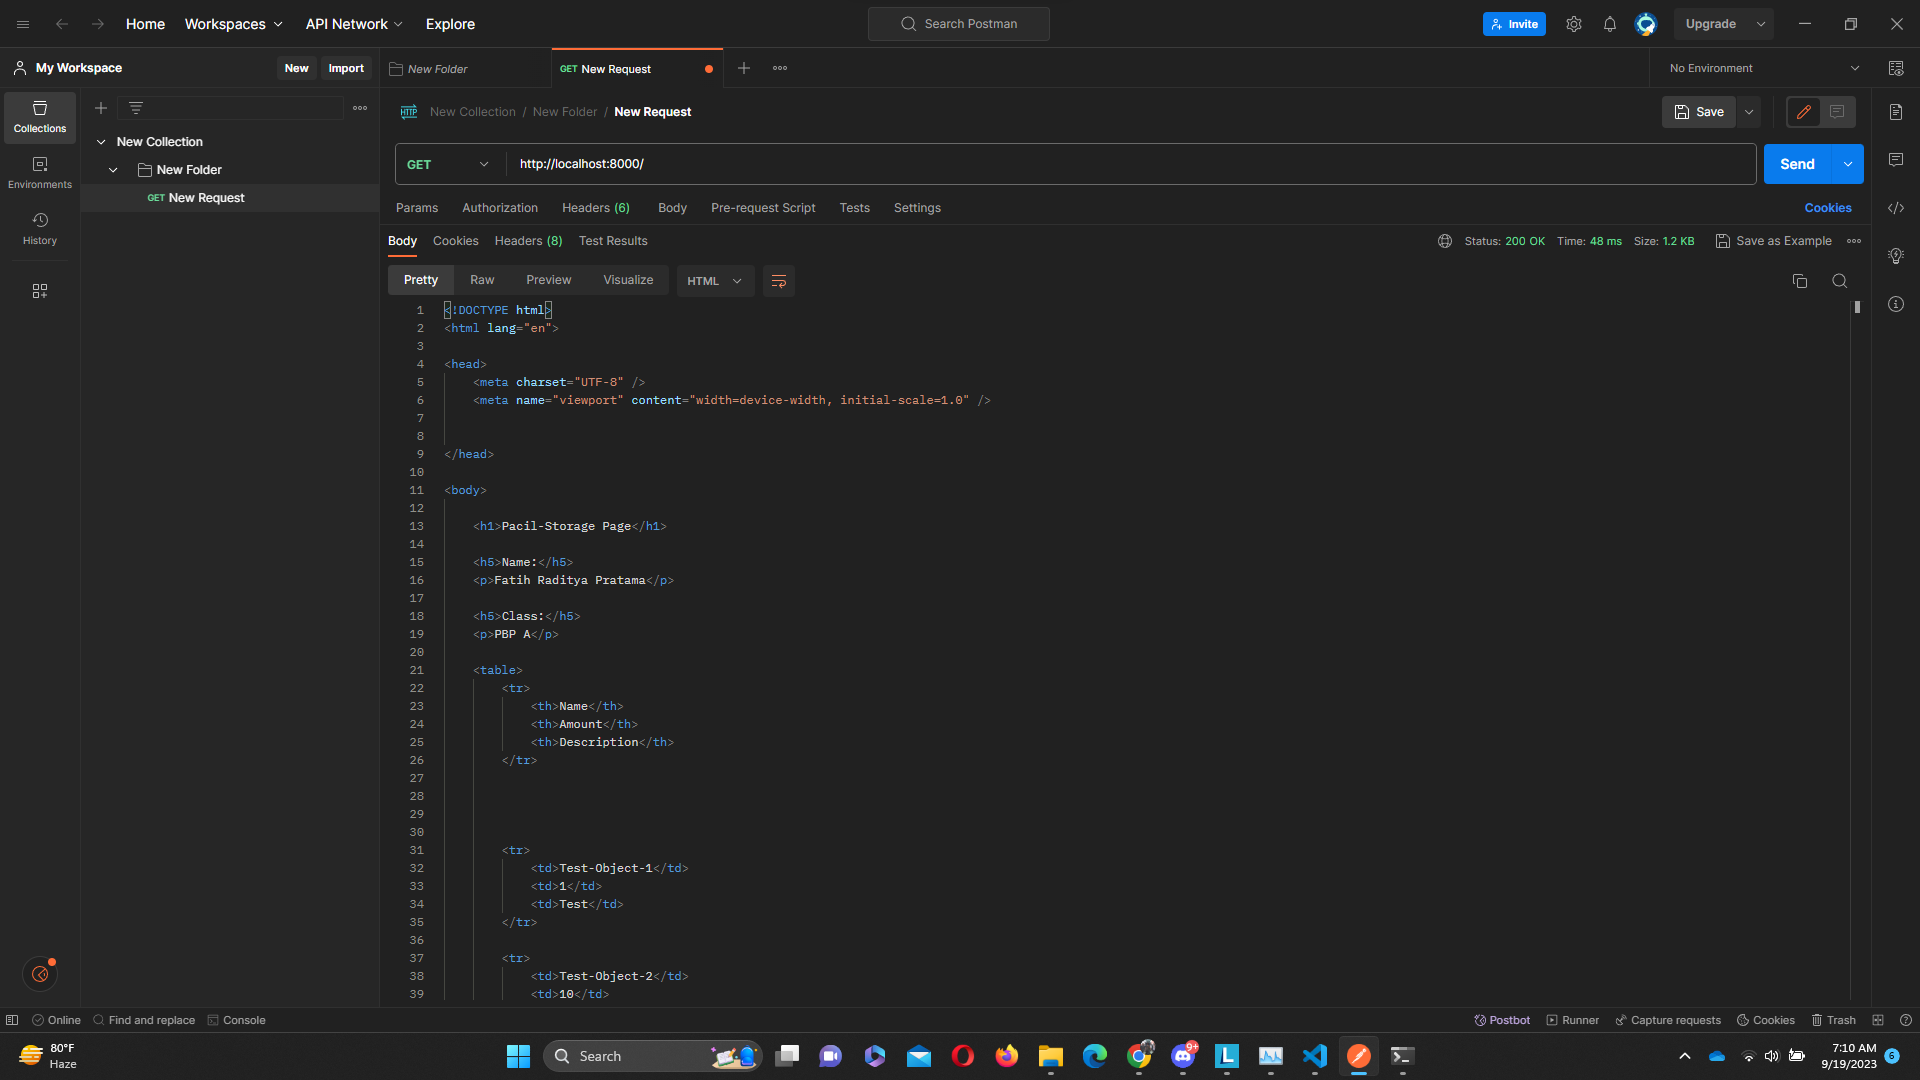 Home Workspaces API Network Explore Search Postman Invite Upgrade
My Workspace New Import New Folder GET New Request No Environment
Collections
Environments
History
New Collection
New Folder
GET New Request
HTTP New Collection / New Folder / New Request Save
GET http://localhost:8000/ Send
Params Authorization Headers (6) Body Pre-request Script Tests Settings Cookies
Body Cookies Headers (8) Test Results Status: 200 OK Time: 48 ms Size: 1.2 KB Save as Example
Pretty Raw Preview Visualize HTML
1 <!DOCTYPE html>
2 <html lang="en">
3
4 <head>
5 <meta charset="UTF-8" />
6 <meta name="viewport" content="width=device-width, initial-scale=1.0" />
7
8
9 </head>
10
11 <body>
12
13 <h1>Pacil-Storage Page</h1>
14
15 <h5>Name:</h5>
16 <p>Fatih Raditya Pratama</p>
17
18 <h5>Class:</h5>
19 <p>PBP A</p>
20
21 <table>
22 <tr>
23 <th>Name</th>
24 <th>Amount</th>
25 <th>Description</th>
26 </tr>
27
28
29
30
31 <tr>
32 <td>Test-Object-1</td>
33 <td>1</td>
34 <td>Test</td>
35 </tr>
36
37 <tr>
38 <td>Test-Object-2</td>
39 <td>10</td>
Online Find and replace Console Postbot Runner Capture requests Cookies Trash
80°F
Haze
Search
9+
7:10 AM
9/19/2023
6